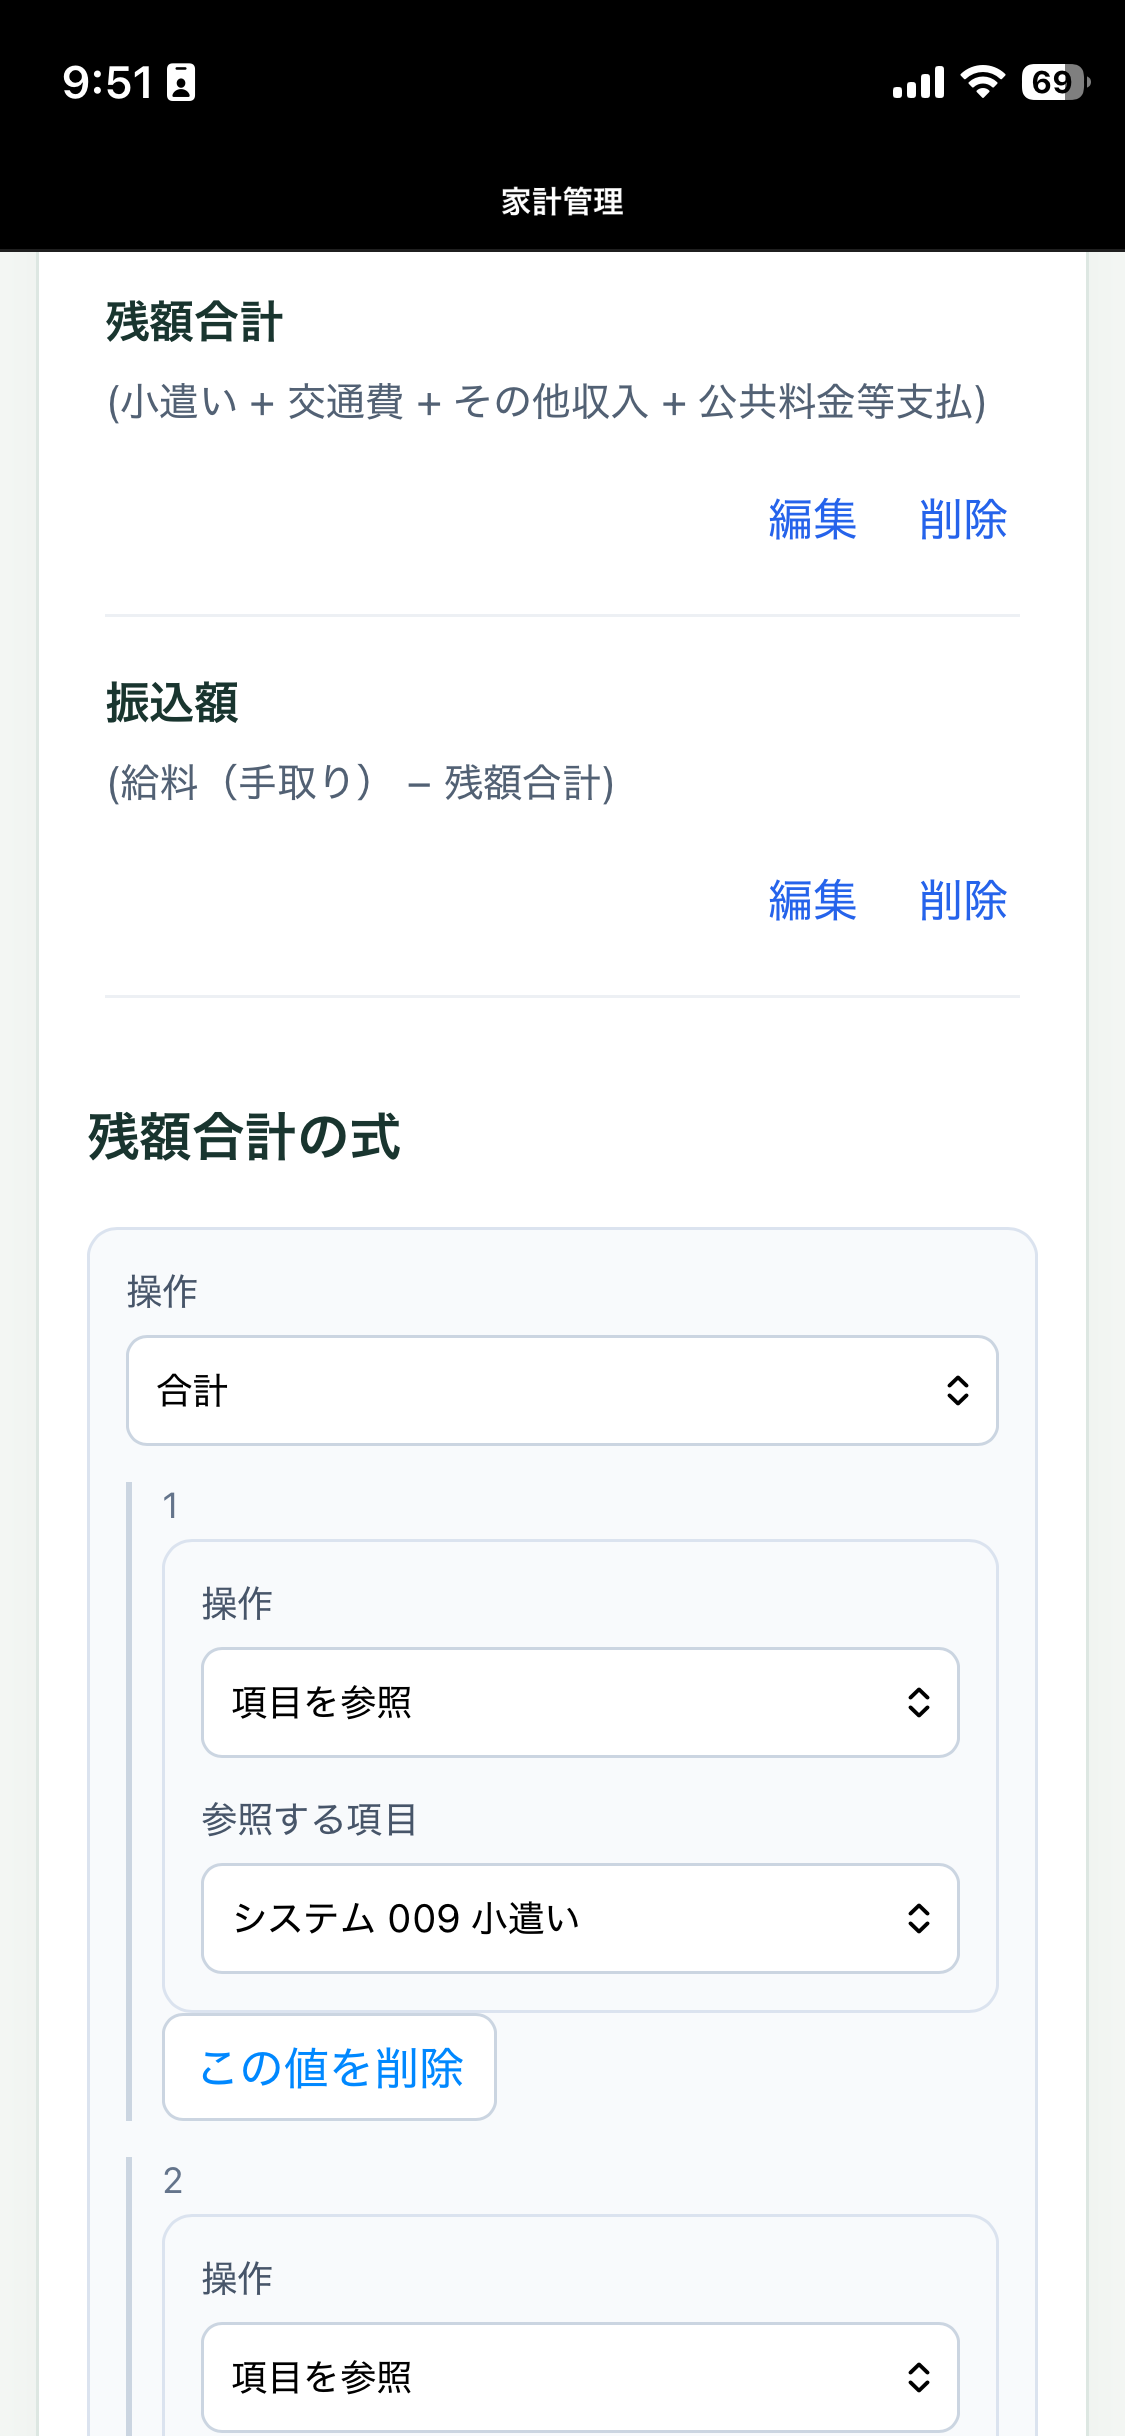 9:51
69
家計管理
残額合計
(小遣い + 交通費 + その他収入 + 公共料金等支払)
編集 削除
振込額
(給料（手取り） − 残額合計)
編集 削除
残額合計の式
操作
合計
1
操作
項目を参照
参照する項目
システム 009 小遣い
この値を削除
2
操作
項目を参照